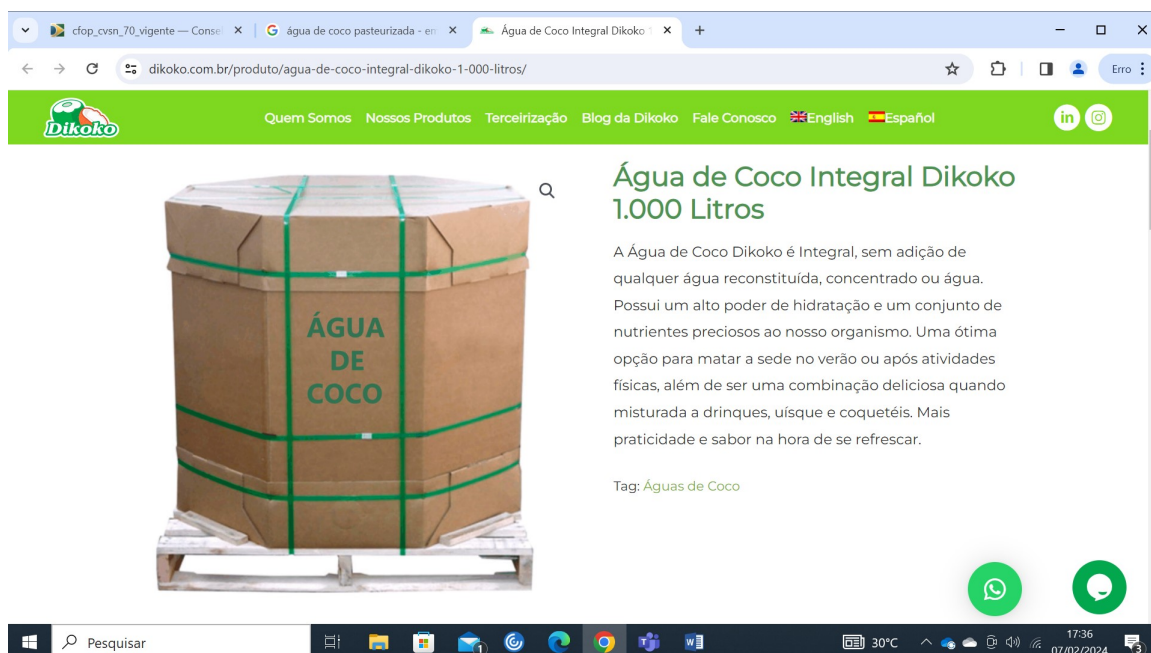 cfop_cvsn_70_vigente — Conse
água de coco pasteurizada - em
Água de Coco Integral Dikoko 1
dikoko.com.br/produto/agua-de-coco-integral-dikoko-1-000-litros/
Erro
Dikoko
Quem Somos Nossos Produtos Terceirização Blog da Dikoko Fale Conosco English Español
in
Água de Coco Integral Dikoko
1.000 Litros
A Água de Coco Dikoko é Integral, sem adição de
qualquer água reconstituída, concentrado ou água.
Possui um alto poder de hidratação e um conjunto de
nutrientes preciosos ao nosso organismo. Uma ótima
opção para matar a sede no verão ou após atividades
físicas, além de ser uma combinação deliciosa quando
misturada a drinques, uísque e coquetéis. Mais
praticidade e sabor na hora de se refrescar.
Tag: Águas de Coco
ÁGUA
DE
COCO
Pesquisar
30°C
17:36
07/02/2024